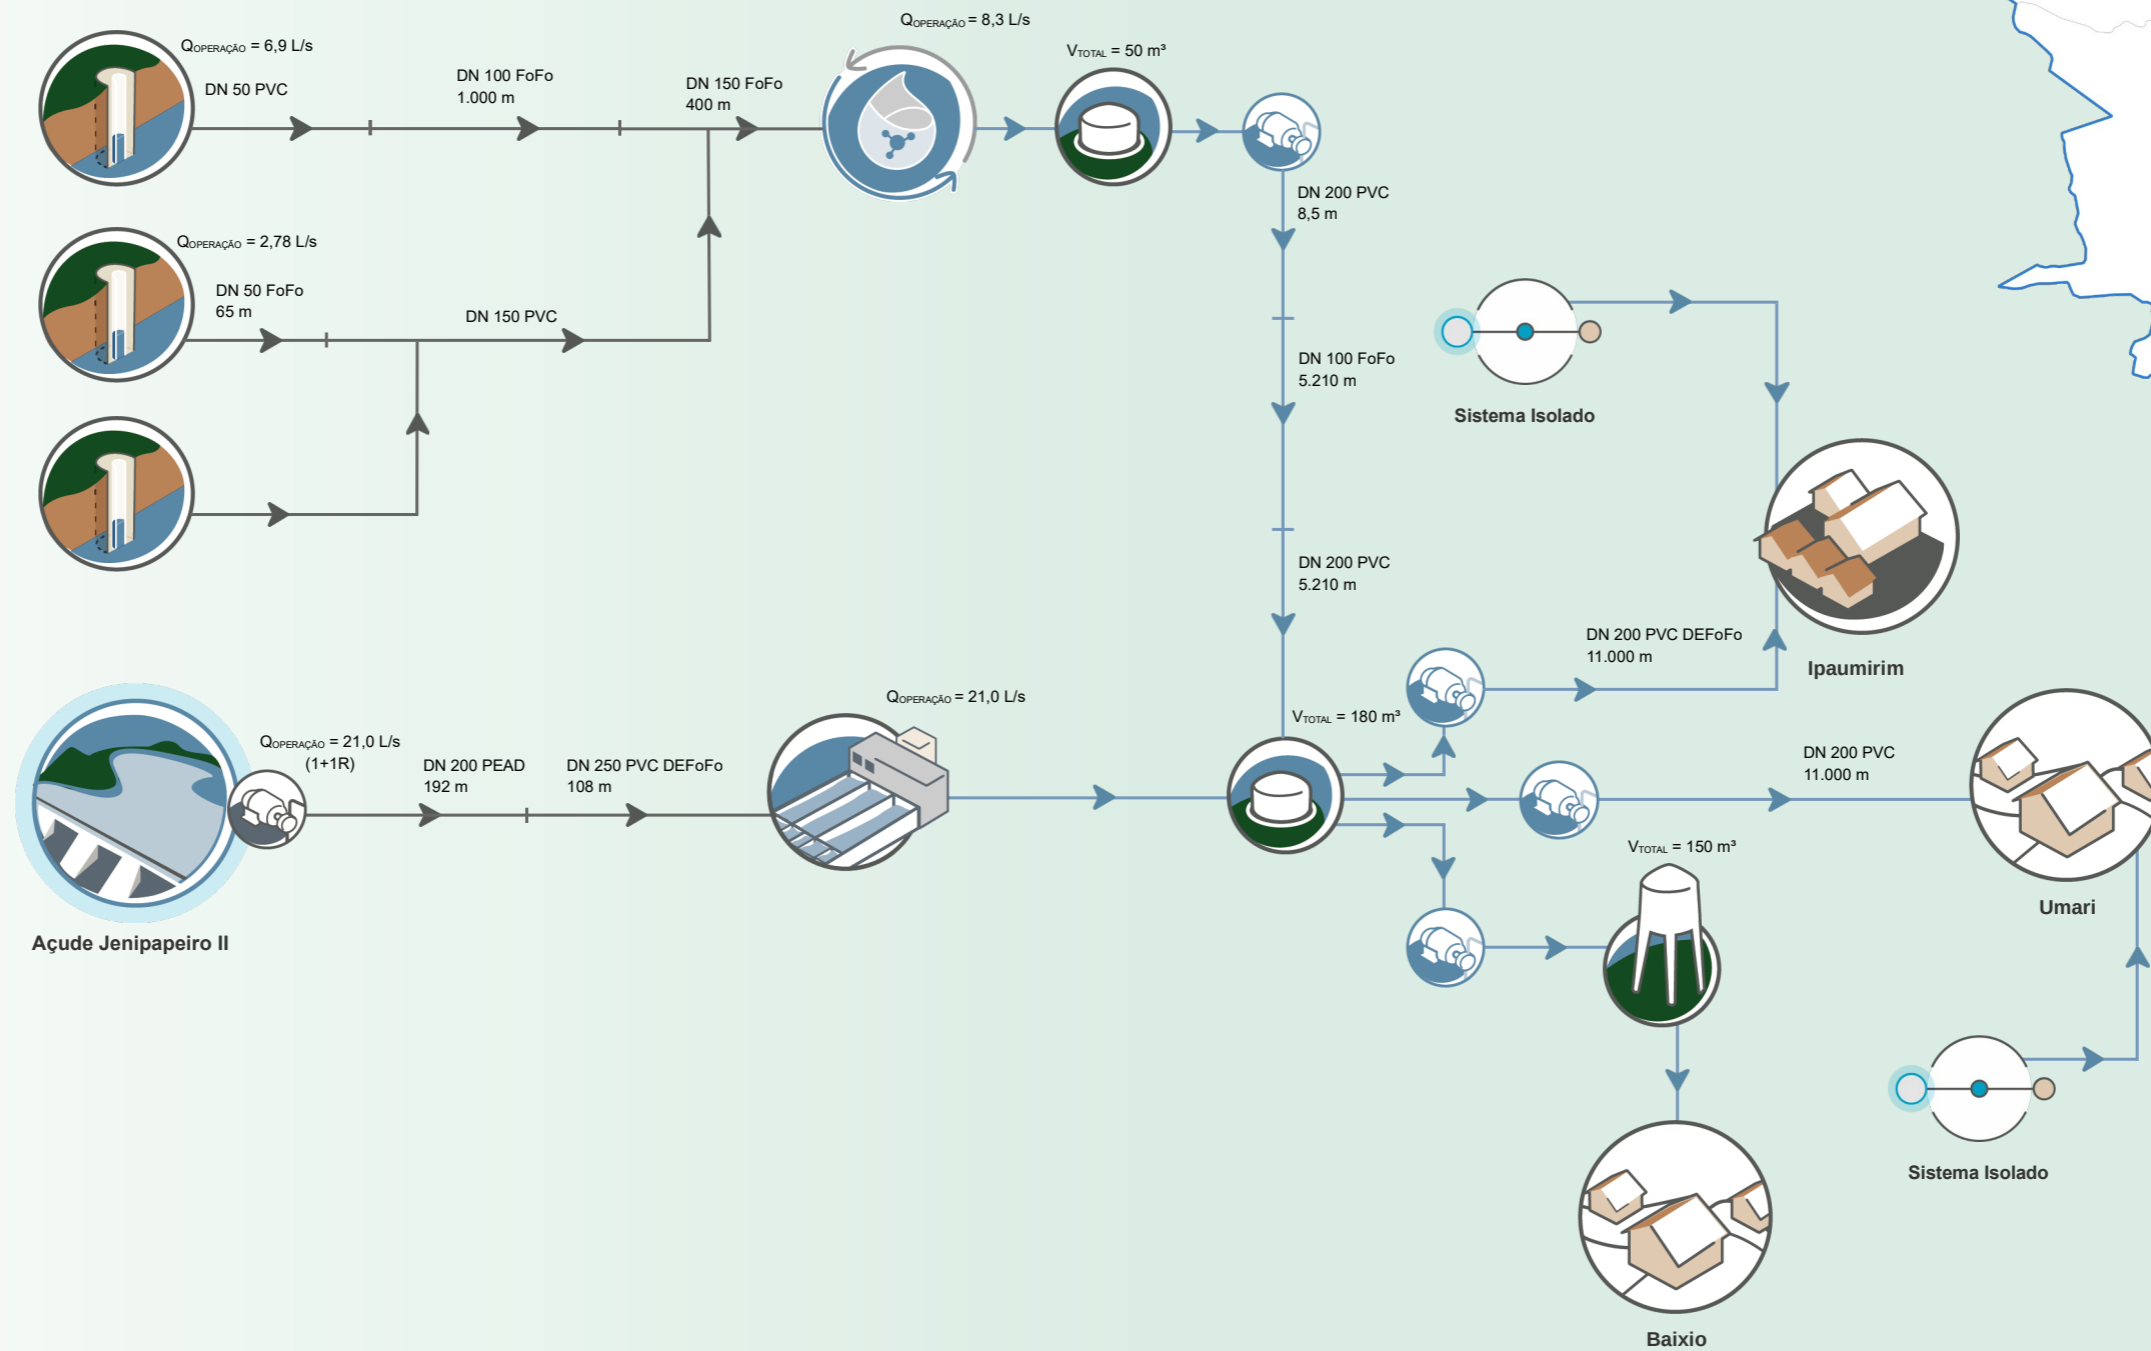 QOPERAÇÃO = 8,3 L/s
QOPERAÇÃO = 6,9 L/s
VTOTAL = 50 m³
DN 50 PVC
DN 100 FoFo
1.000 m
DN 150 FoFo
400 m
DN 200 PVC
8,5 m
QOPERAÇÃO = 2,78 L/s
DN 50 FoFo
65 m
DN 150 PVC
DN 100 FoFo
5.210 m
Sistema Isolado
DN 200 PVC
5.210 m
DN 200 PVC DEFoFo
11.000 m
Ipaumirim
QOPERAÇÃO = 21,0 L/s
VTOTAL = 180 m³
QOPERAÇÃO = 21,0 L/s
(1+1R)
DN 200 PEAD
192 m
DN 250 PVC DEFoFo
108 m
DN 200 PVC
11.000 m
VTOTAL = 150 m³
Umari
Açude Jenipapeiro II
Sistema Isolado
Baixio